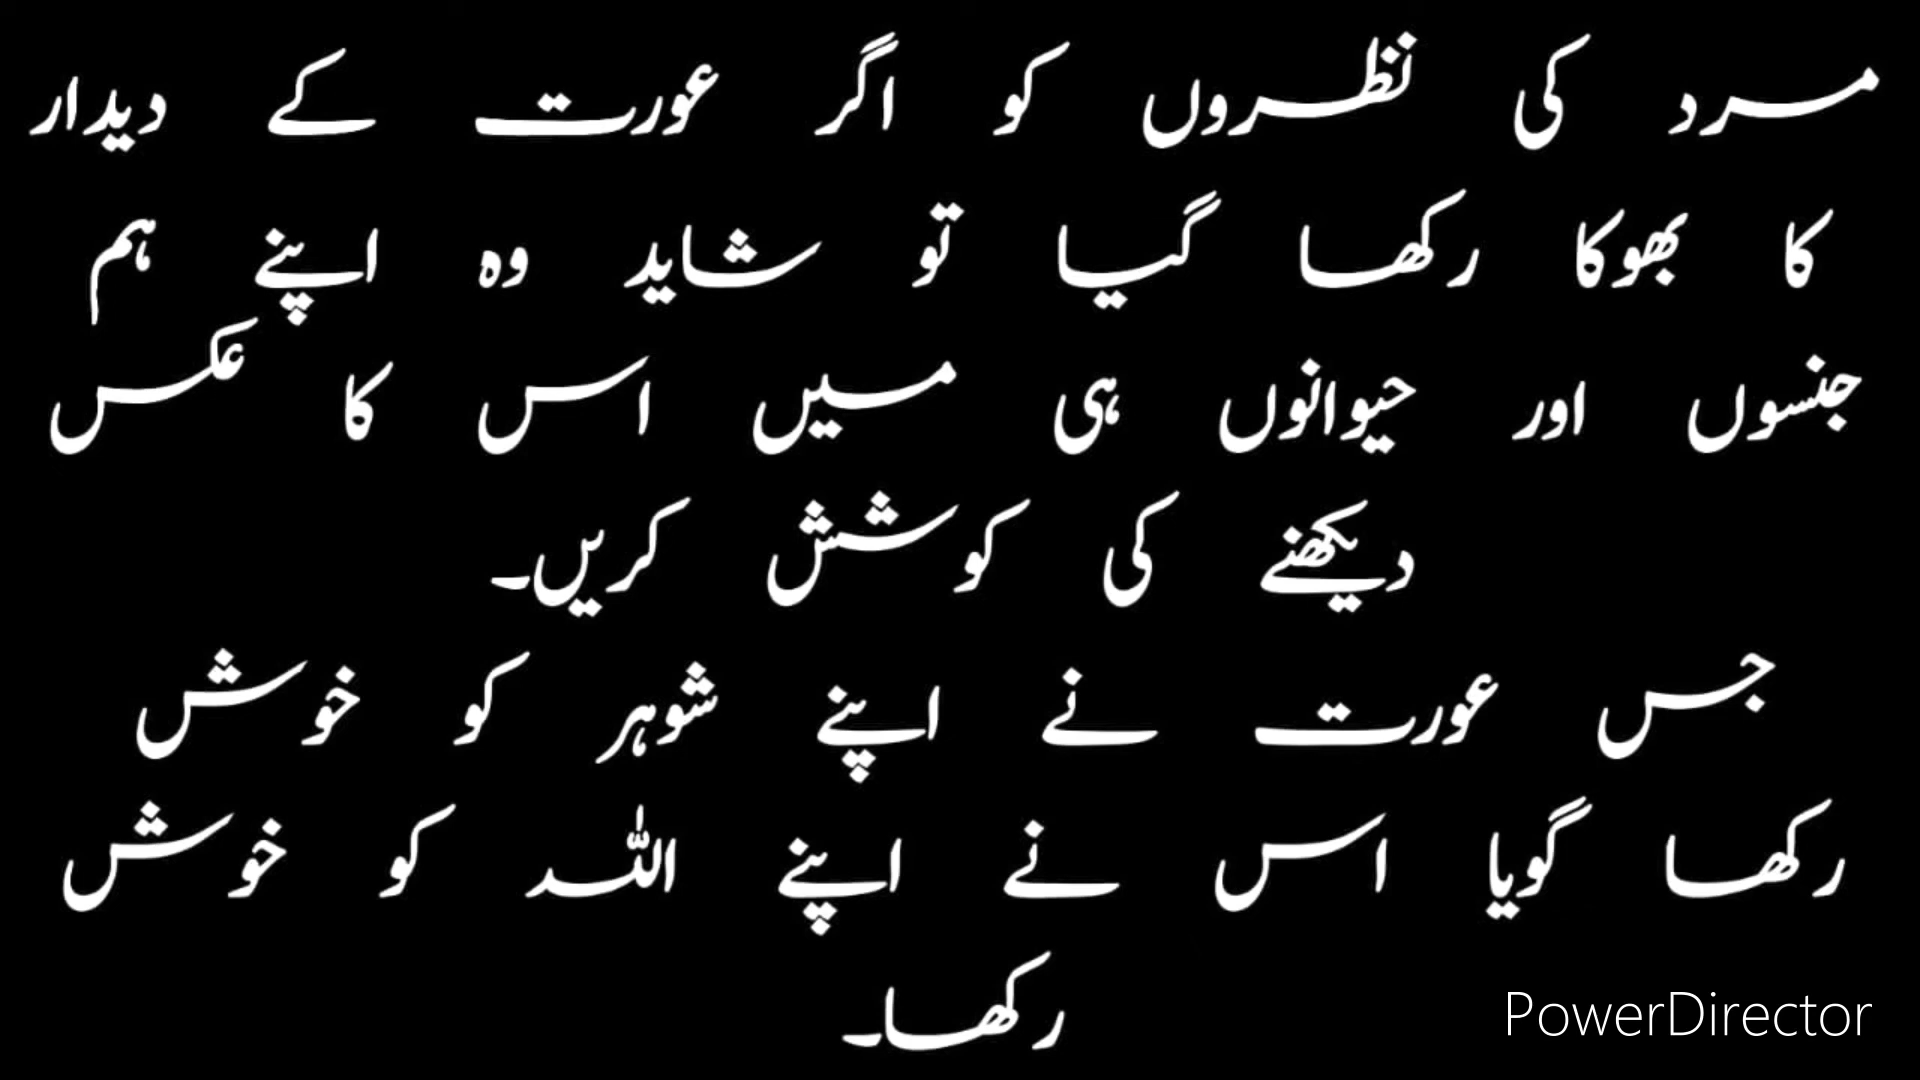 مرد کی نظروں کو اگر عورت کے دیدار
کا بھوکا رکھا گیا تو شاید وہ اپنے ہم
جنسوں اور حیوانوں ہی میں اس کا عکس
دیکھنے کی کوشش کریں۔
جس عورت نے اپنے شوہر کو خوش
رکھا گویا اس نے اپنے اللہ کو خوش
رکھا۔
PowerDirector